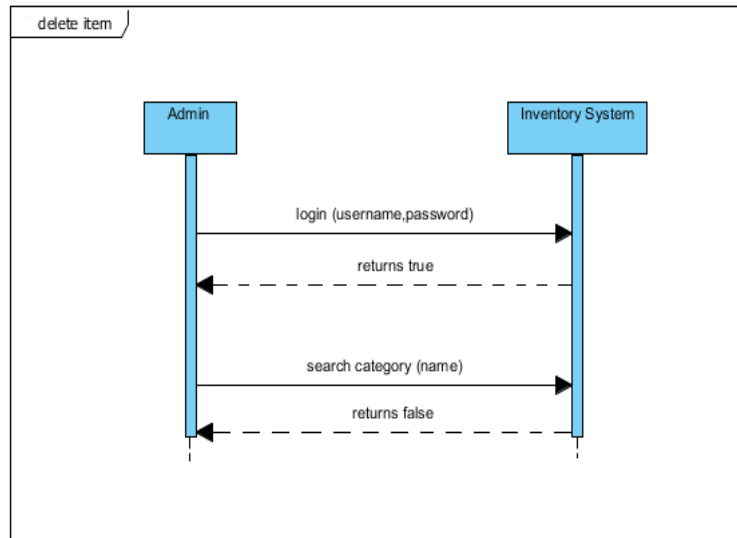 delete item
Admin
Inventory System
login (username,password)
returns true
search category (name)
returns false